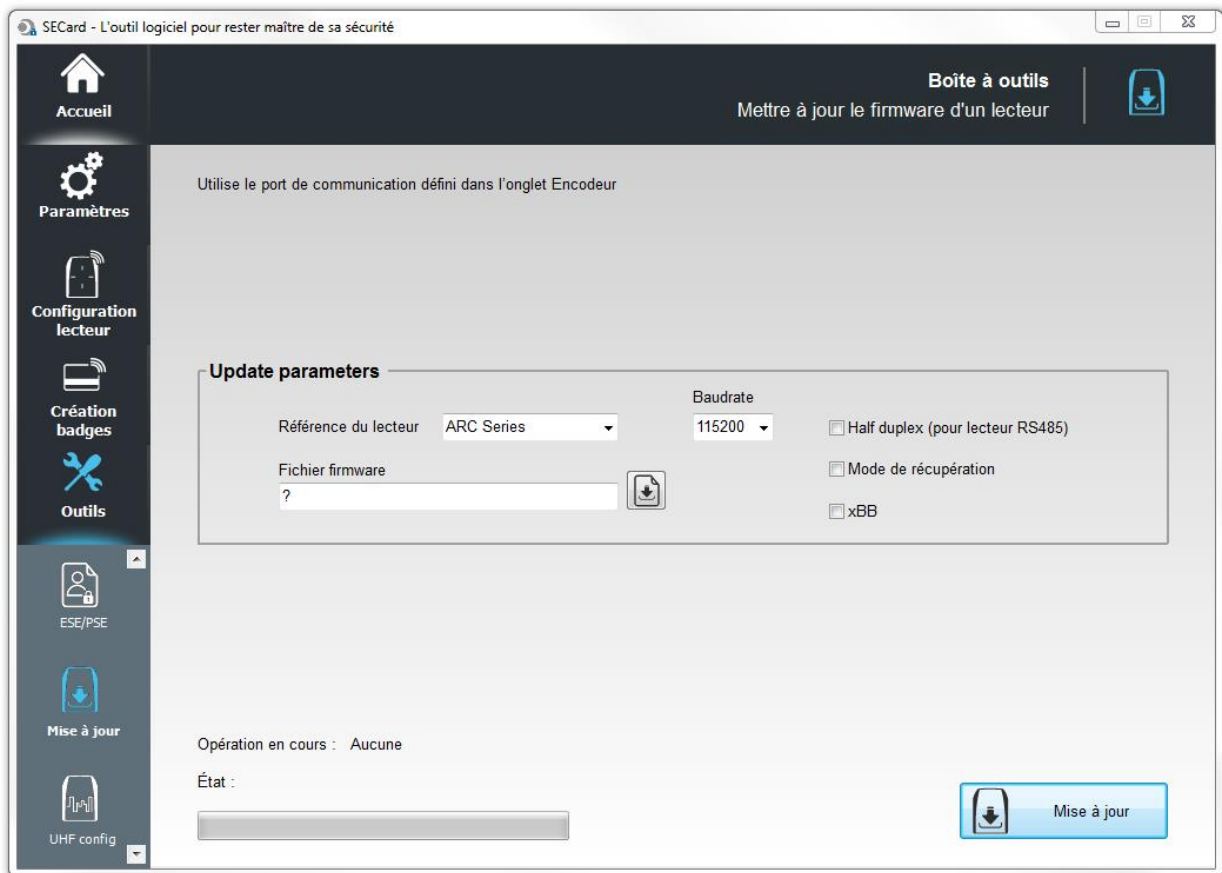 SECard - L'outil logiciel pour rester maître de sa sécurité
Accueil
Boîte à outils
Mettre à jour le firmware d'un lecteur
Paramètres
Configuration
lecteur
Création
badges
Outils
ESE/PSE
Mise à jour
UHF config
Utilise le port de communication défini dans l'onglet Encodeur
Update parameters
Baudrate
Référence du lecteur ARC Series 115200 Half duplex (pour lecteur RS485)
Fichier firmware Mode de récupération
?
xBB
Opération en cours : Aucune
État :
Mise à jour